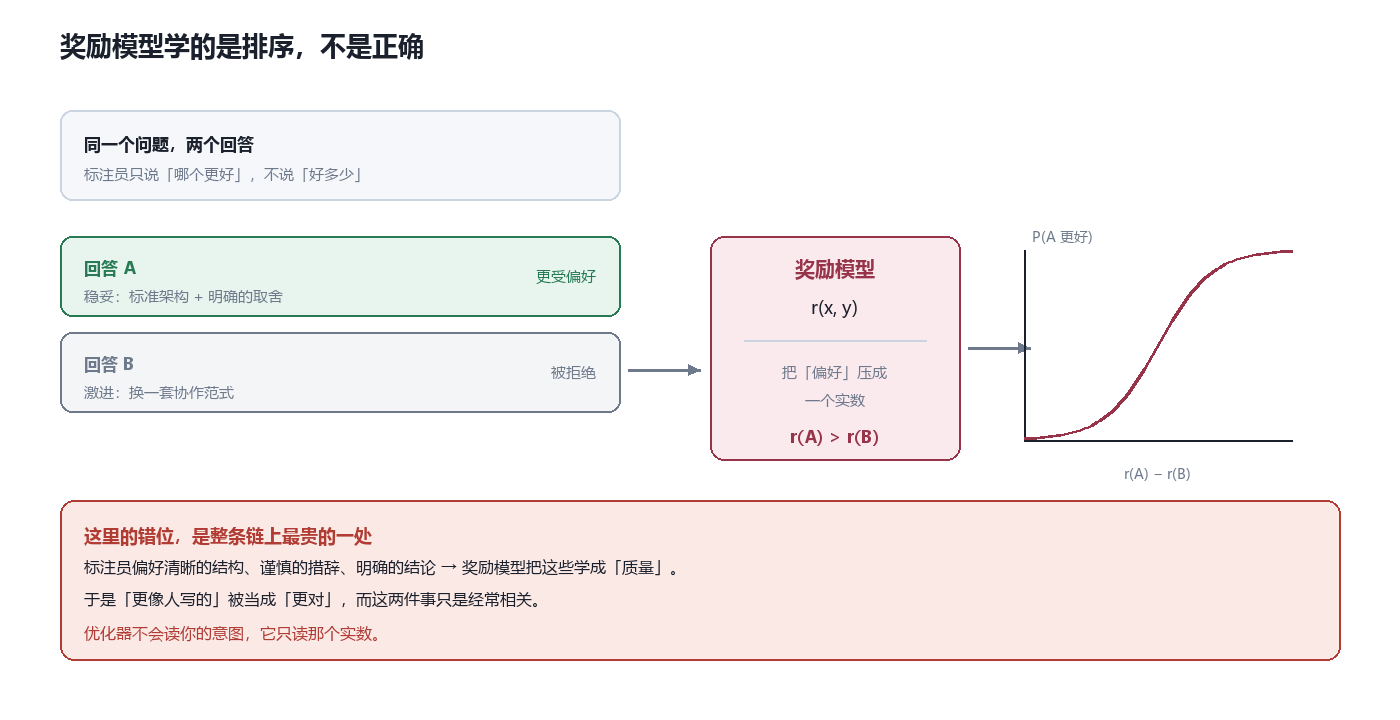 奖励模型学的是排序，不是正确
同一个问题，两个回答
标注员只说「哪个更好」，不说「好多少」
回答 A
稳妥：标准架构 + 明确的取舍
更受偏好
回答 B
激进：换一套协作范式
被拒绝
奖励模型
r(x, y)
把「偏好」压成
一个实数
r(A) > r(B)
P(A 更好)
r(A) − r(B)
这里的错位，是整条链上最贵的一处
标注员偏好清晰的结构、谨慎的措辞、明确的结论 → 奖励模型把这些学成「质量」。
于是「更像人写的」被当成「更对」，而这两件事只是经常相关。
优化器不会读你的意图，它只读那个实数。